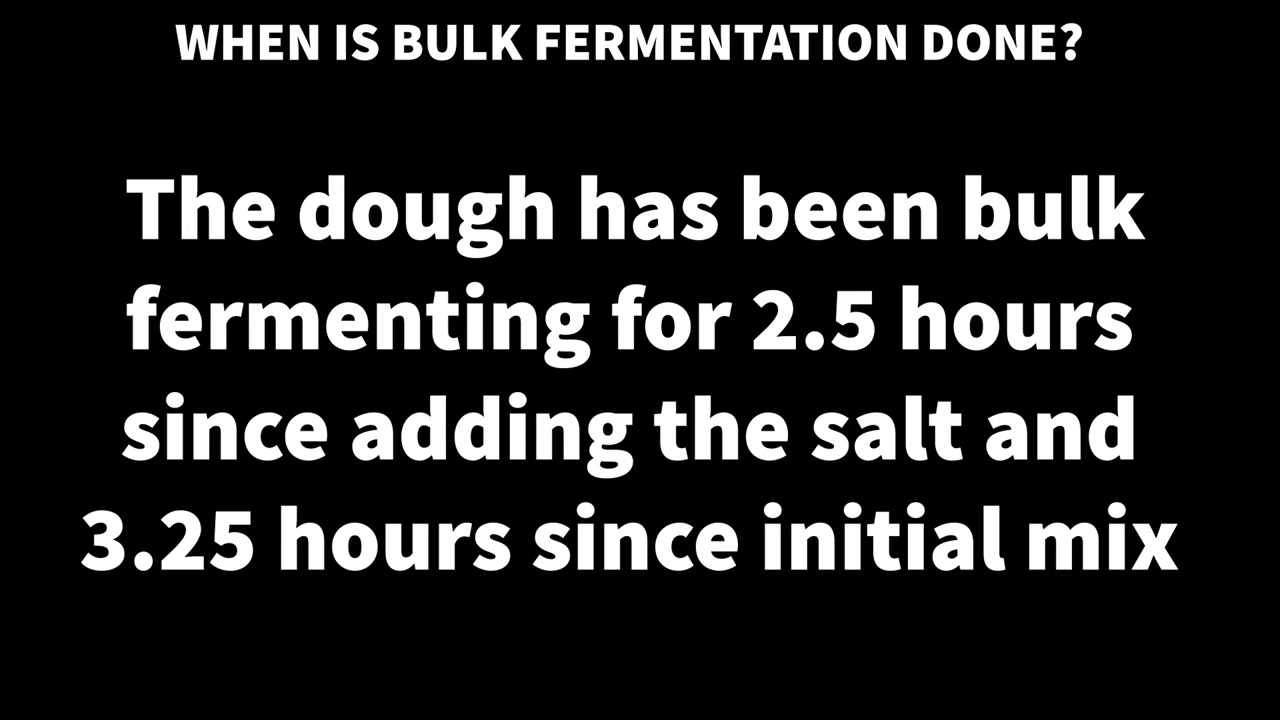 WHEN IS BULK FERMENTATION DONE?
The dough has been bulk
fermenting for 2.5 hours
since adding the salt and
3.25 hours since initial mix